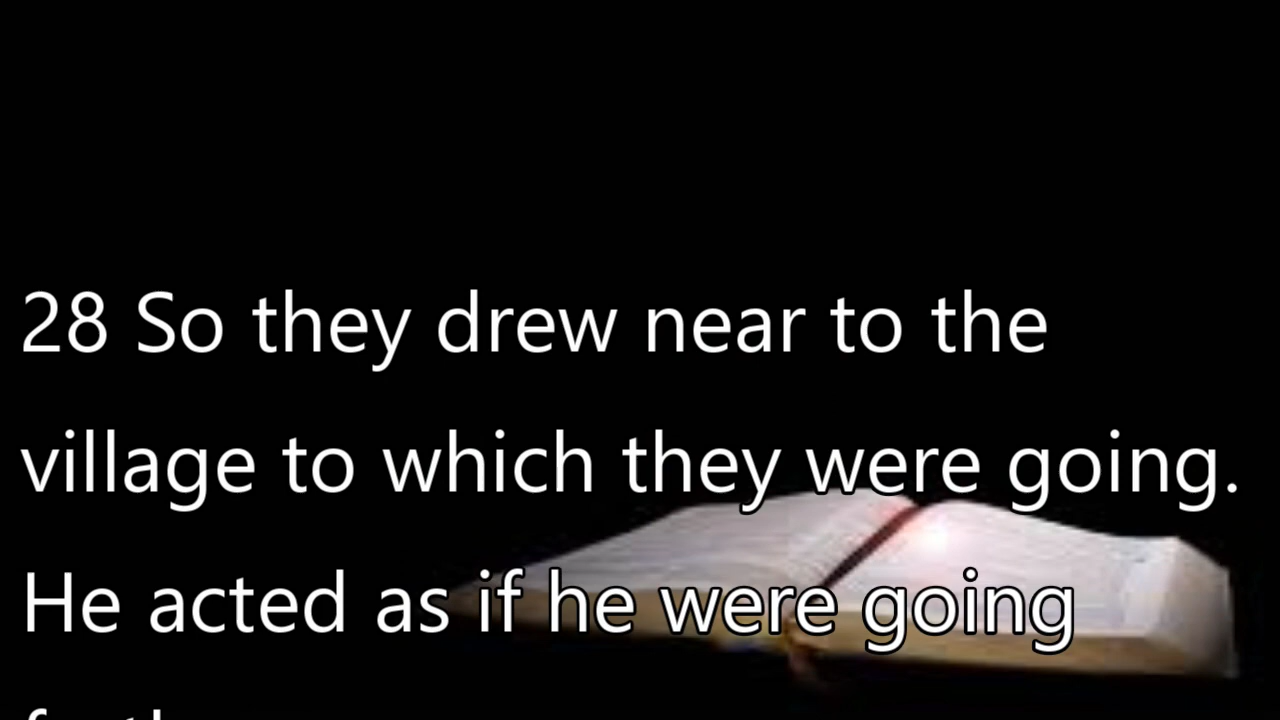 28 So they drew near to the
village to which they were going.
He acted as if he were going